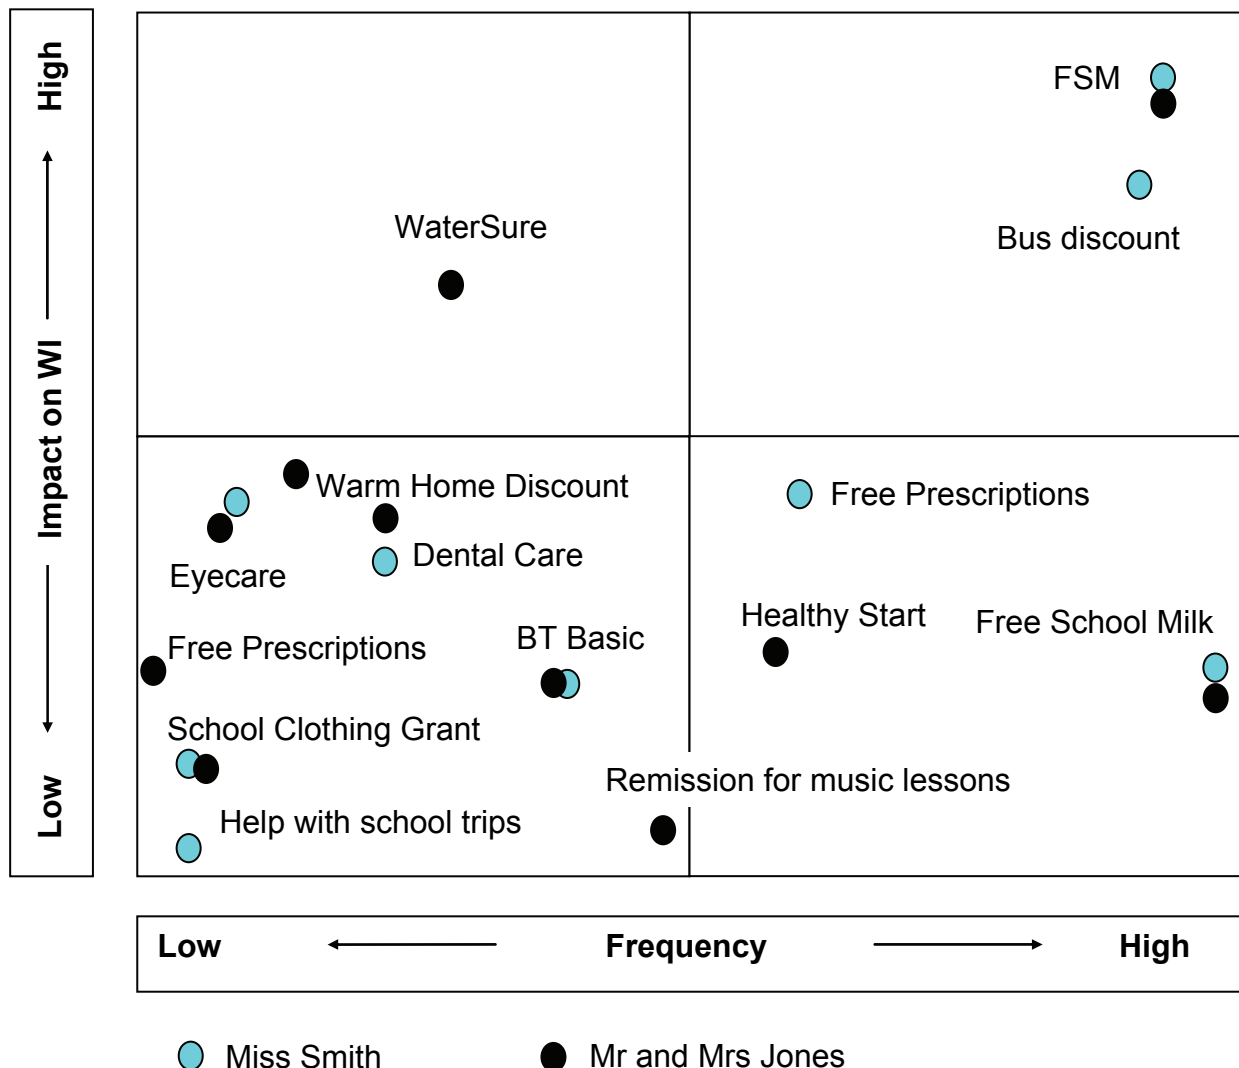 High
Impact on WI
Low
FSM
Bus discount
WaterSure
Warm Home Discount
Free Prescriptions
Dental Care
Eyecare
Healthy Start
Free School Milk
BT Basic
Free Prescriptions
School Clothing Grant
Remission for music lessons
Help with school trips
Low
Frequency
High
Miss Smith
Mr and Mrs Jones